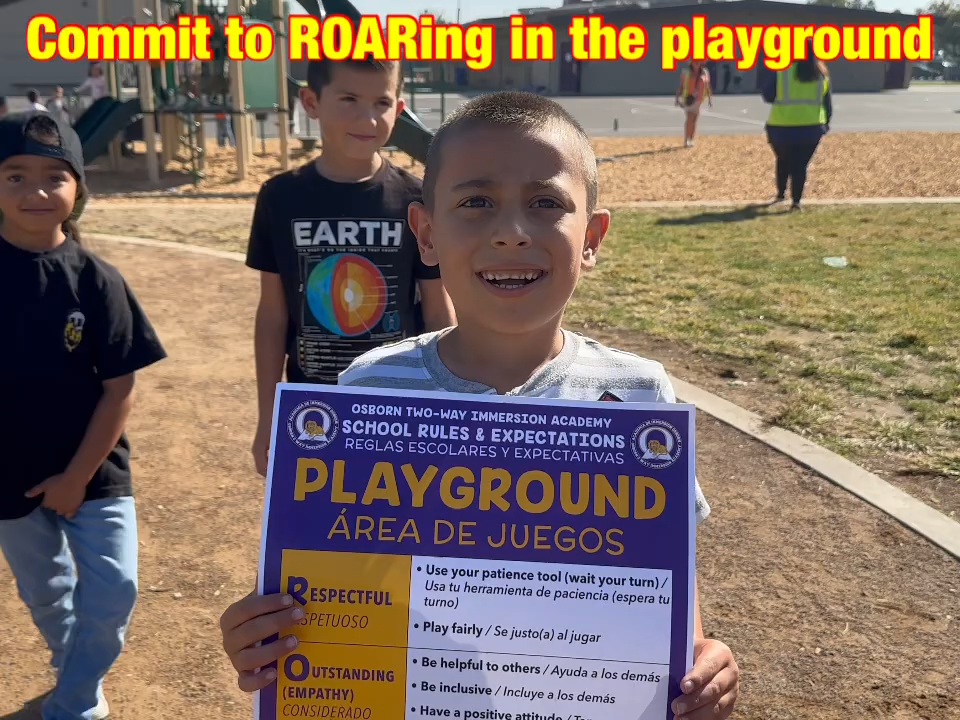 Commit to ROARing in the playground
EARTH
OSBORN TWO-WAY IMMERSION ACADEMY
SCHOOL RULES & EXPECTATIONS
REGLAS ESCOLARES Y EXPECTATIVAS
PLAYGROUND
ÁREA DE JUEGOS
RESPECTFUL
SPETUOSO
• Use your patience tool (wait your turn) /
Usa tu herramienta de paciencia (espera tu
turno)
• Play fairly / Se justo(a) al jugar
OUTSTANDING
(EMPATHY)
CONSIDERADO
• Be helpful to others / Ayuda a los demás
• Be inclusive / Incluye a los demás
• Have a positive attitude /